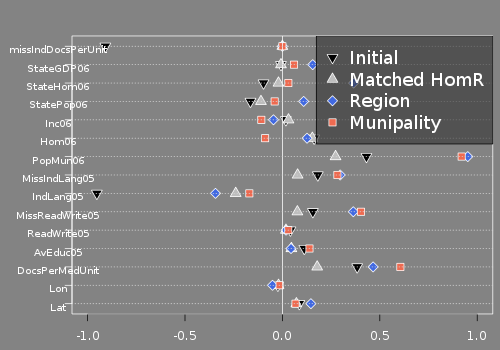 missIndDocsPerUnit
StateGDP06
StateHom06
StatePop06
Inc06
Hom06
PopMun06
MissIndLang05
IndLang05
MissReadWrite05
ReadWrite05
AvEduc05
DocsPerMedUnit
Lon
Lat
Initial
Matched HomR
Region
Munipality
-1.0 -0.5 0.0 0.5 1.0